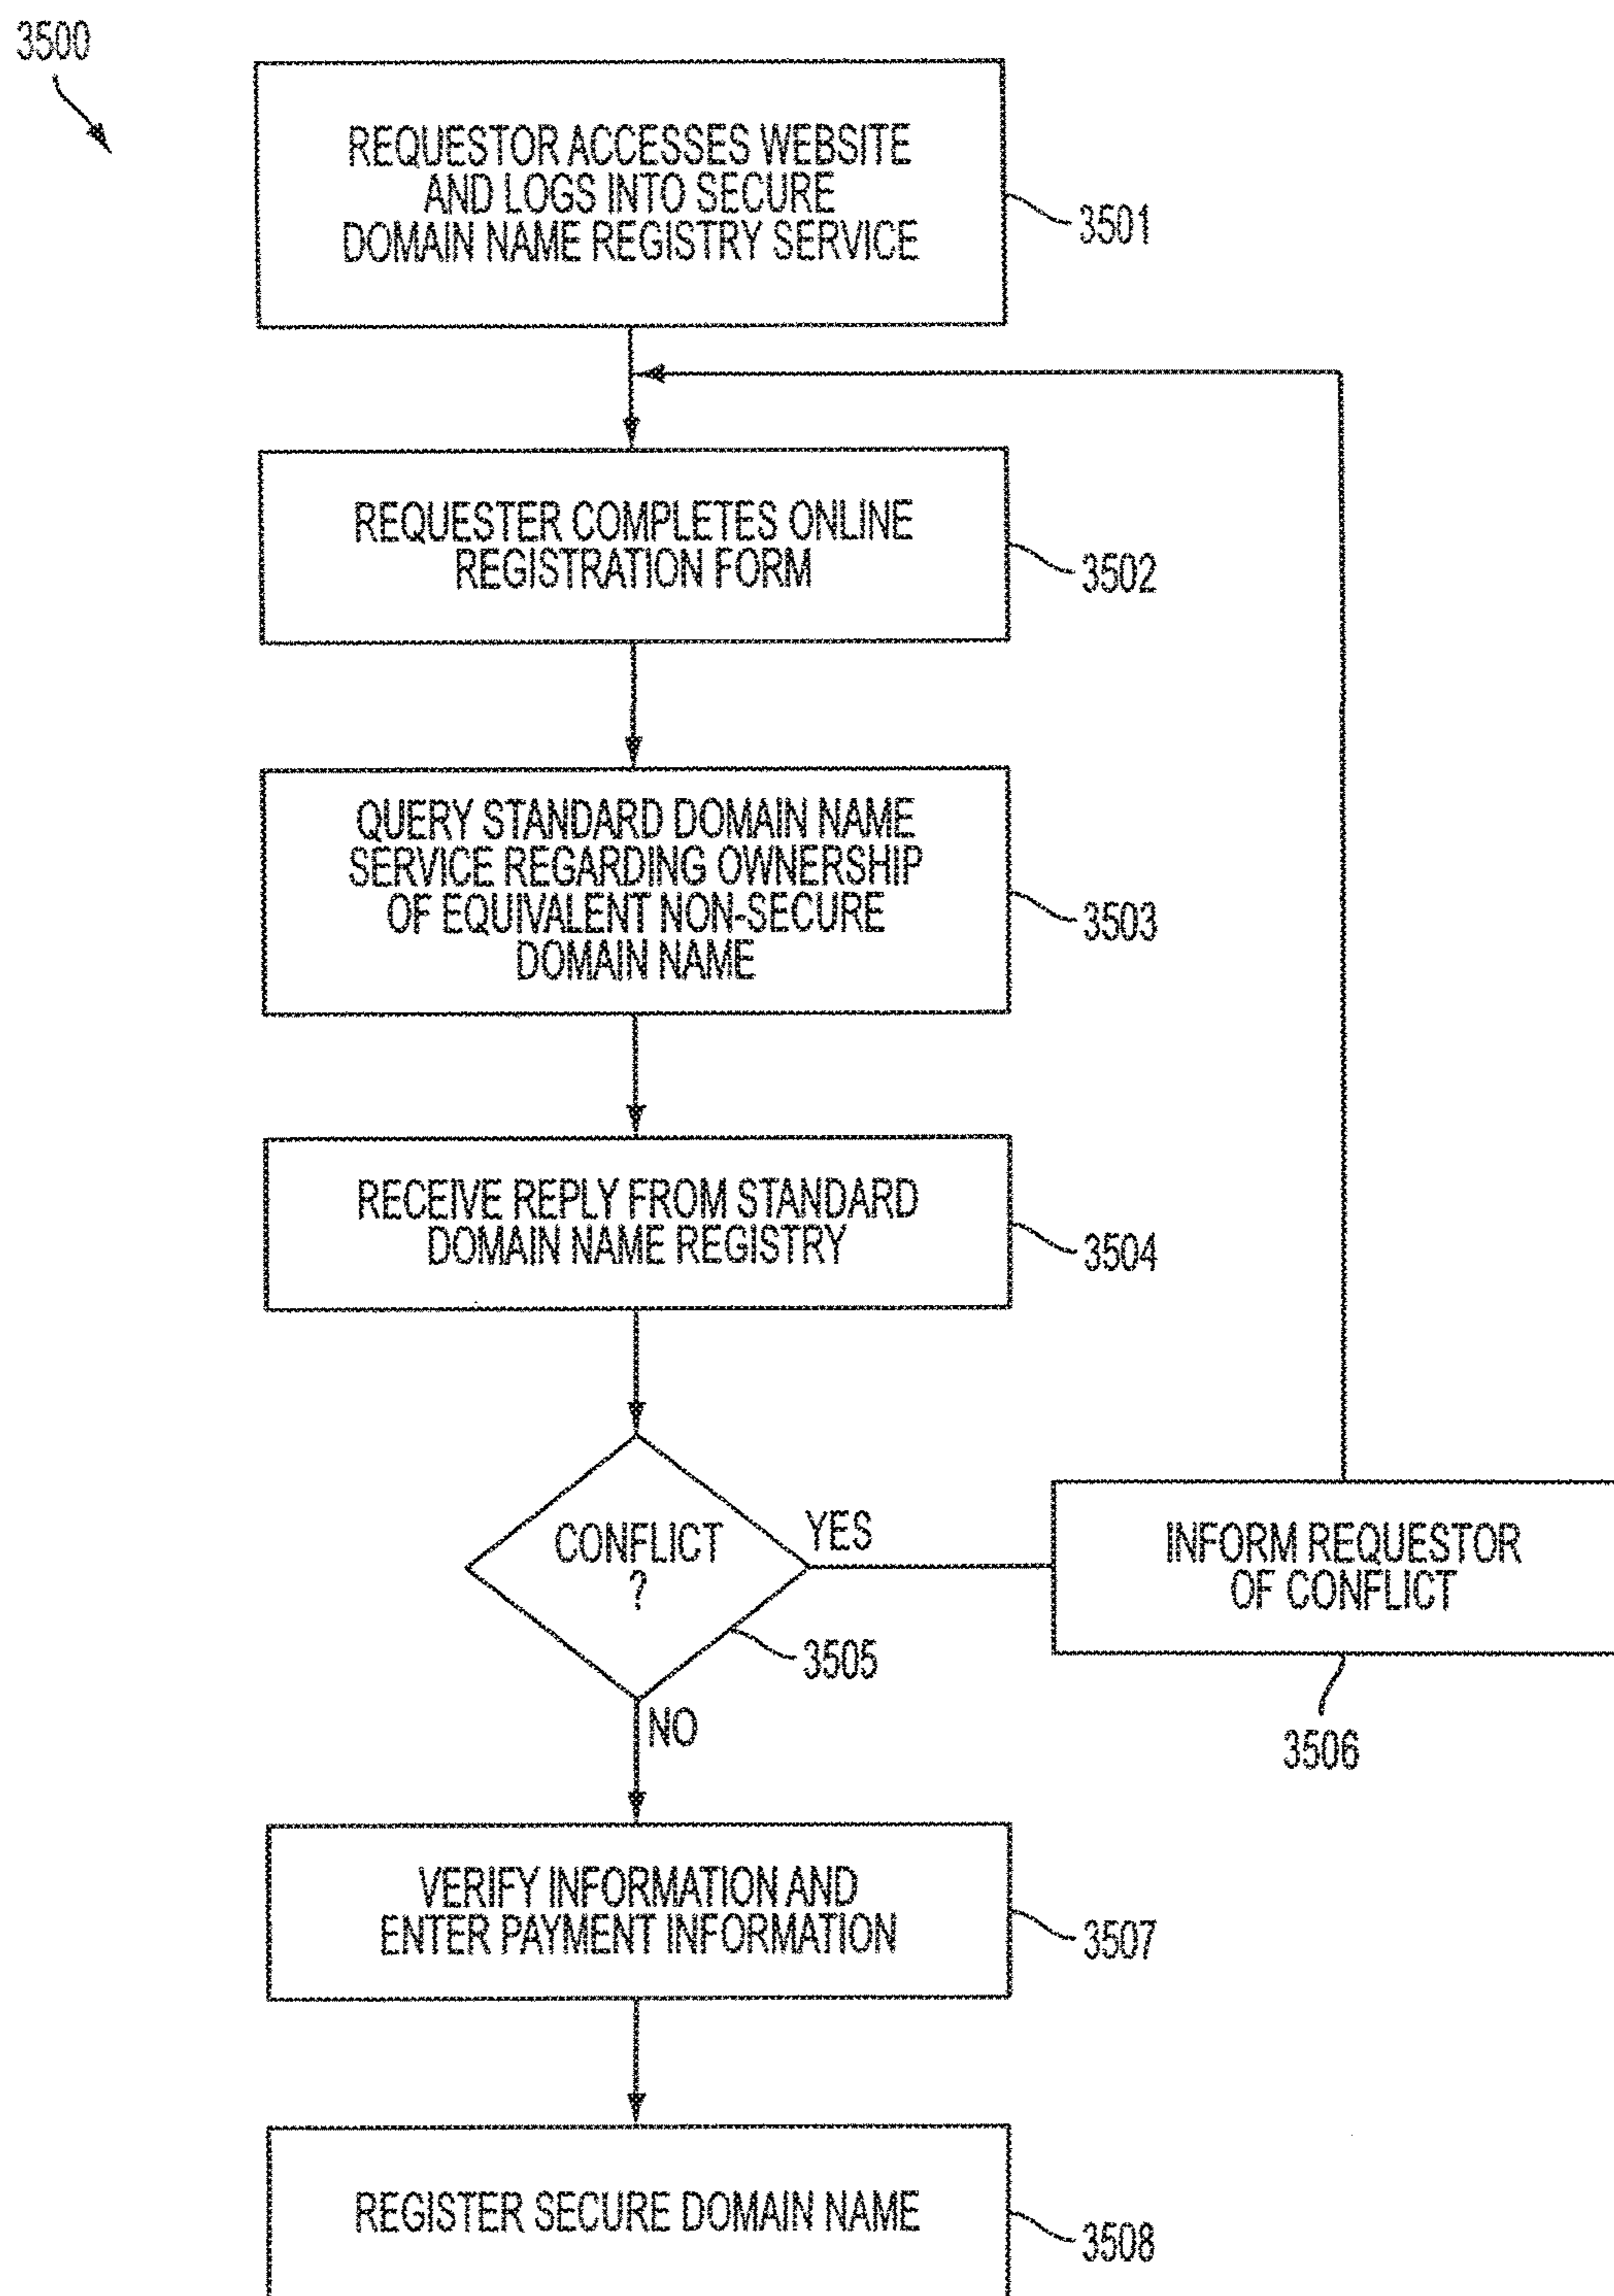 3500
REQUESTOR ACCESSES WEBSITE
AND LOGS INTO SECURE
DOMAIN NAME REGISTRY SERVICE
3501
REQUESTER COMPLETES ONLINE
REGISTRATION FORM
3502
QUERY STANDARD DOMAIN NAME
SERVICE REGARDING OWNERSHIP
OF EQUIVALENT NON-SECURE
DOMAIN NAME
3503
RECEIVE REPLY FROM STANDARD
DOMAIN NAME REGISTRY
3504
CONFLICT
?
YES
3505
NO
INFORM REQUESTOR
OF CONFLICT
3506
VERIFY INFORMATION AND
ENTER PAYMENT INFORMATION
3507
REGISTER SECURE DOMAIN NAME
3508